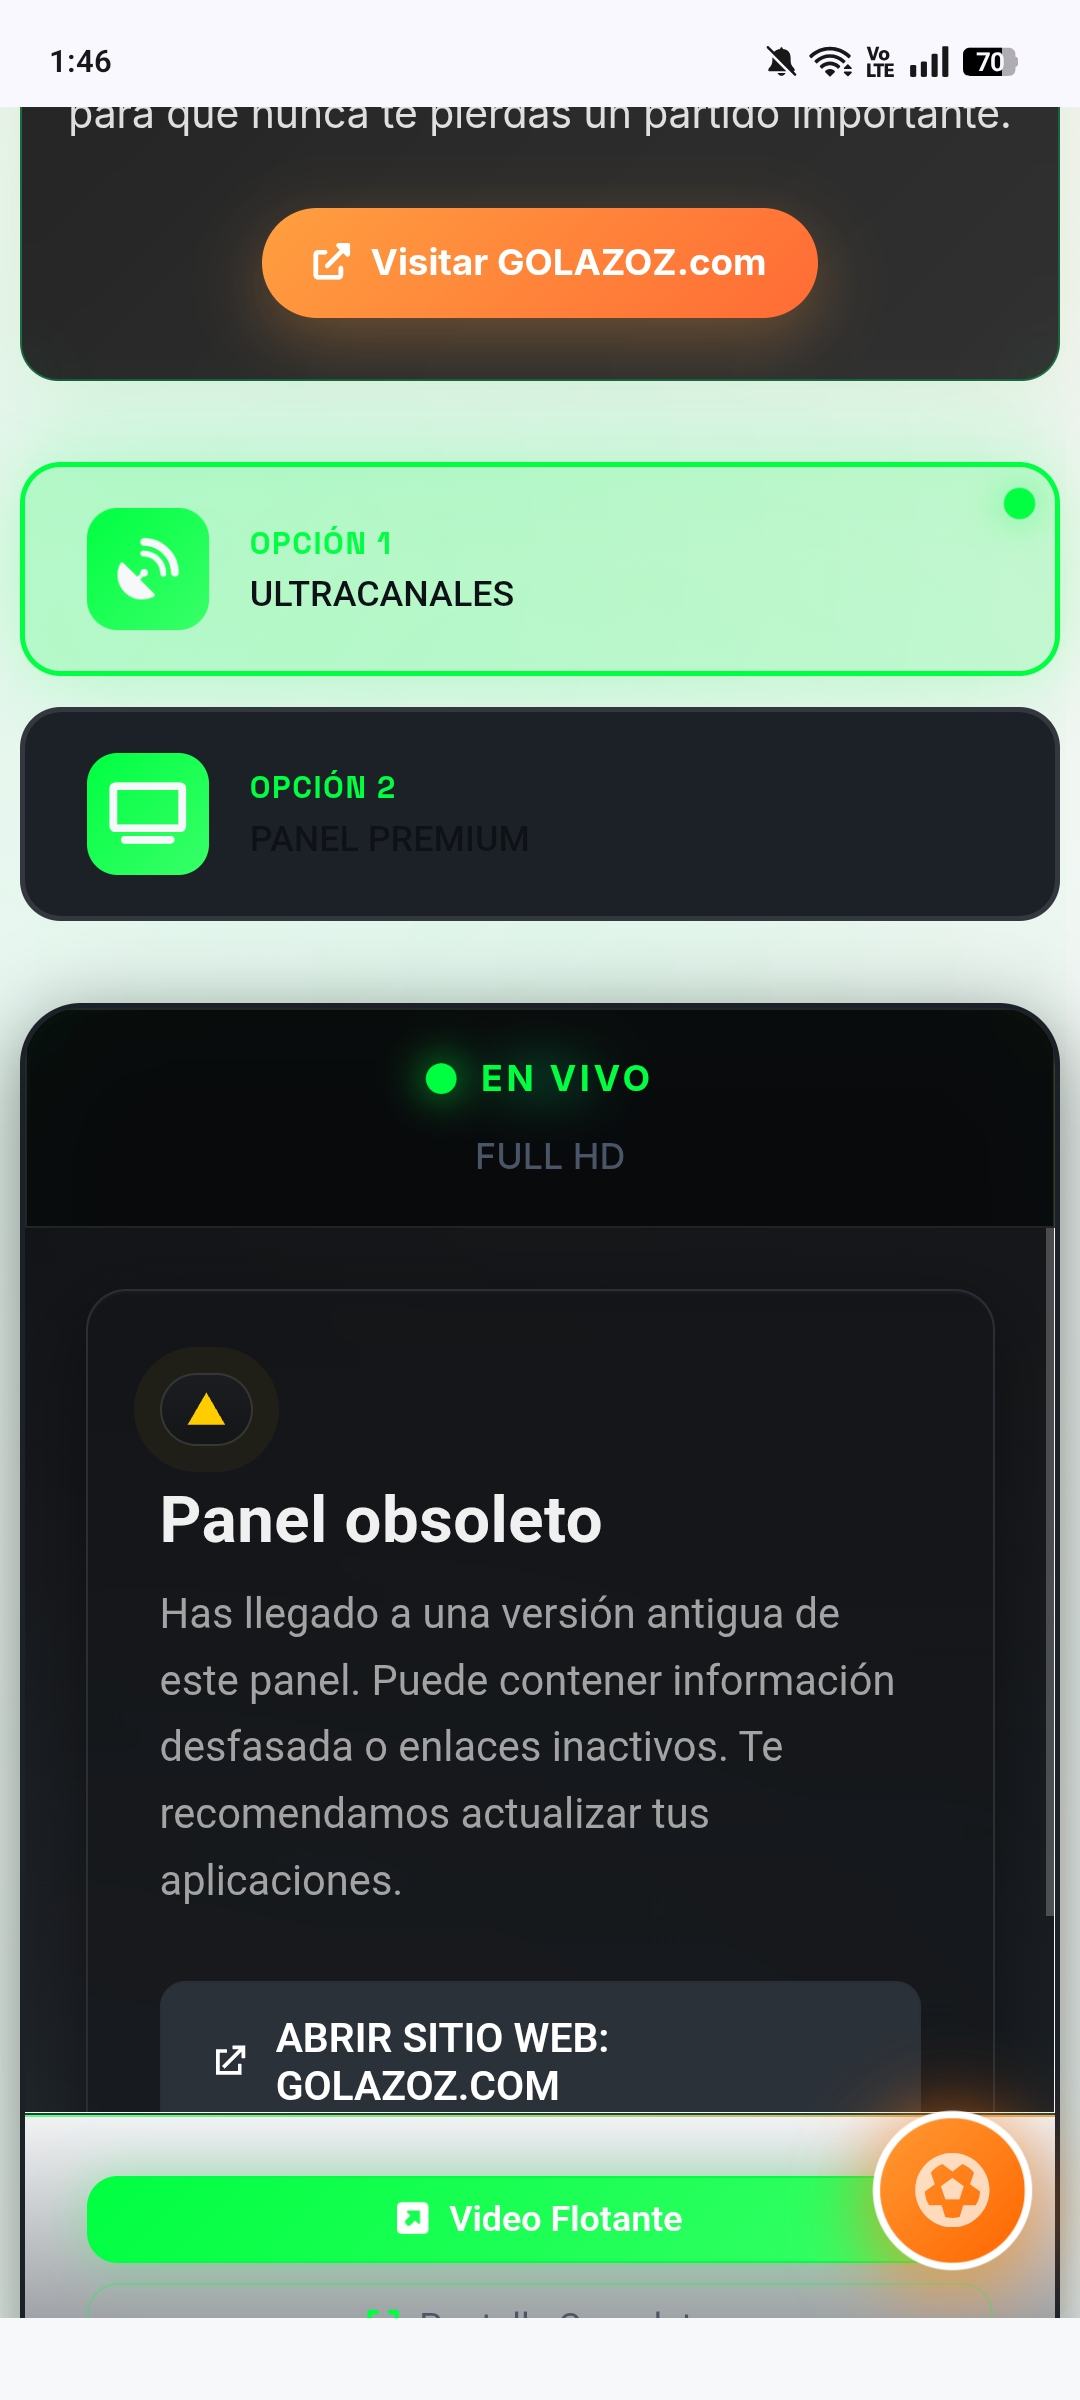 1:46
Vo
LTE
70
para que nunca te pierdas un partido importante.
Visitar GOLAZOZ.com
OPCIÓN 1
ULTRACANALES
OPCIÓN 2
PANEL PREMIUM
EN VIVO
FULL HD
Panel obsoleto
Has llegado a una versión antigua de
este panel. Puede contener información
desfasada o enlaces inactivos. Te
recomendamos actualizar tus
aplicaciones.
ABRIR SITIO WEB:
GOLAZOZ.COM
Video Flotante